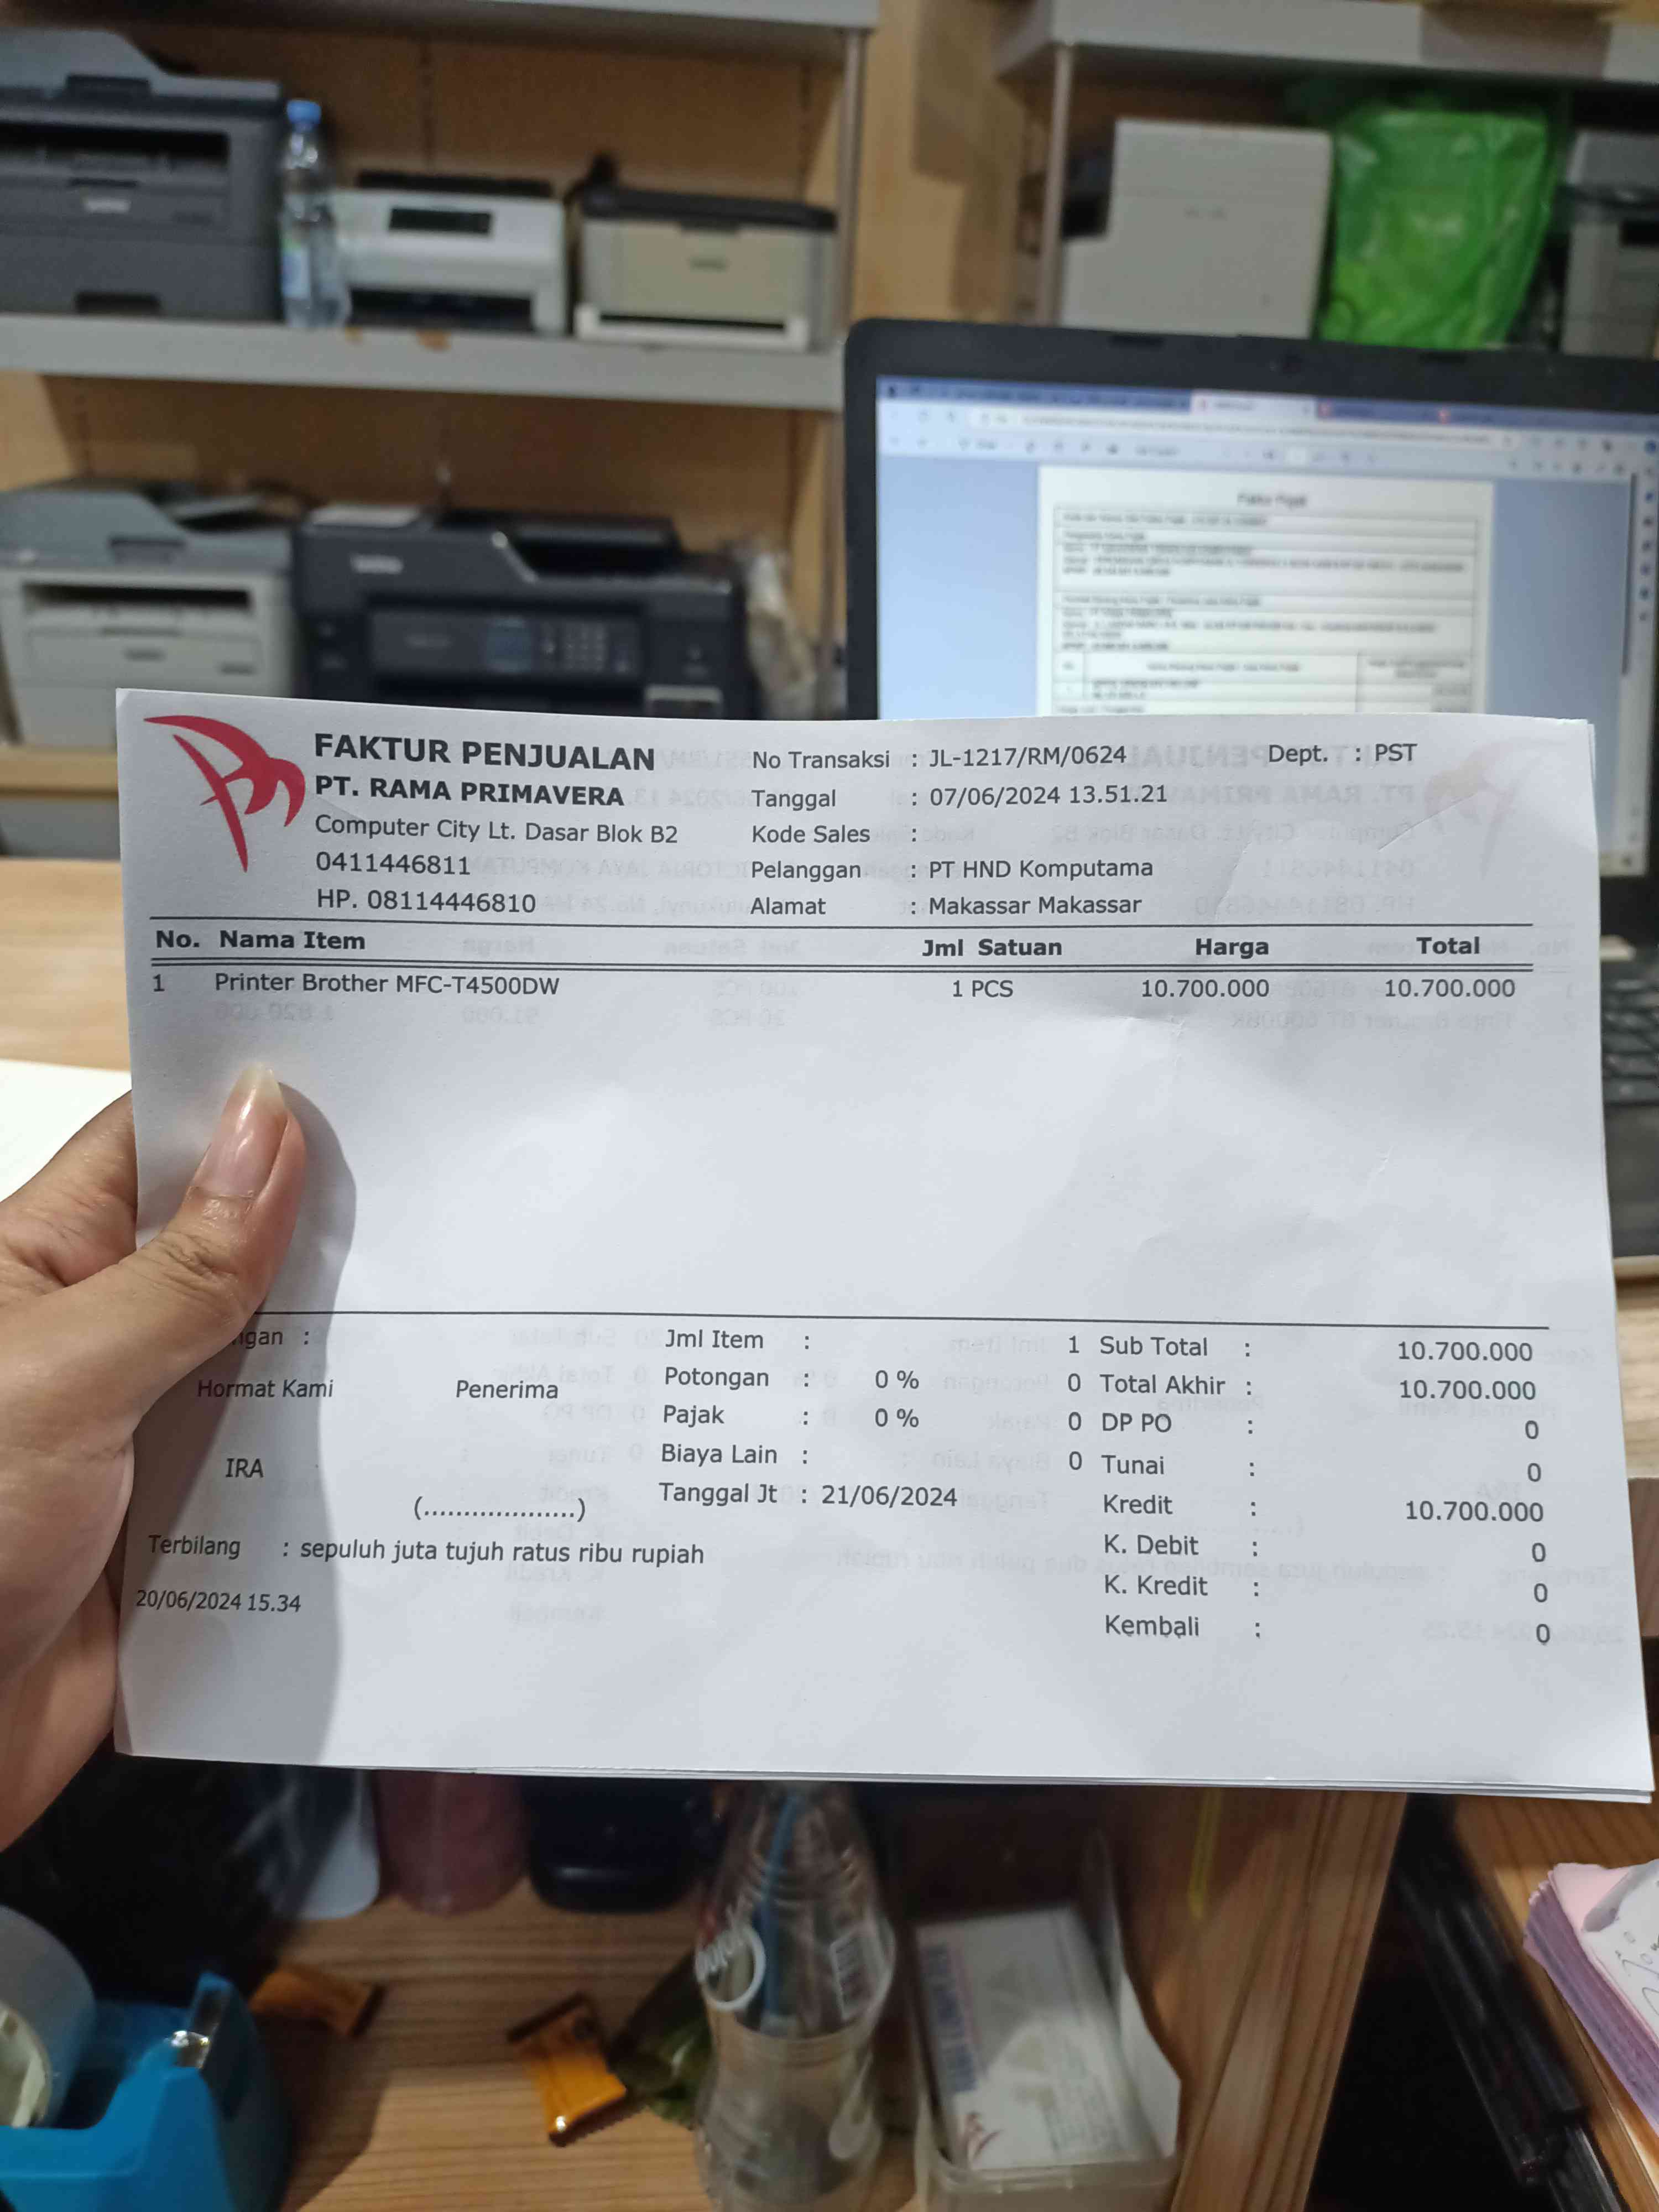 FAKTUR PENJUALAN
PT. RAMA PRIMAVERA
Computer City Lt. Dasar Blok B2
0411446811
HP. 08114446810
No Transaksi : JL-1217/RM/0624 Dept. : PST
Tanggal : 07/06/2024 13.51.21
Kode Sales :
Pelanggan : PT HND Komputama
Alamat : Makassar Makassar
No. Nama Item Jml Satuan Harga Total
1 Printer Brother MFC-T4500DW 1 PCS 10.700.000 10.700.000
ngan :
Hormat Kami Penerima
IRA
(...................)
Jml Item : 1
Potongan : 0 % 0
Pajak : 0 % 0
Biaya Lain : 0
Tanggal Jt : 21/06/2024
Sub Total : 10.700.000
Total Akhir : 10.700.000
DP PO : 0
Tunai : 0
Kredit : 10.700.000
K. Debit : 0
K. Kredit : 0
Kembali : 0
Terbilang : sepuluh juta tujuh ratus ribu rupiah
20/06/2024 15.34